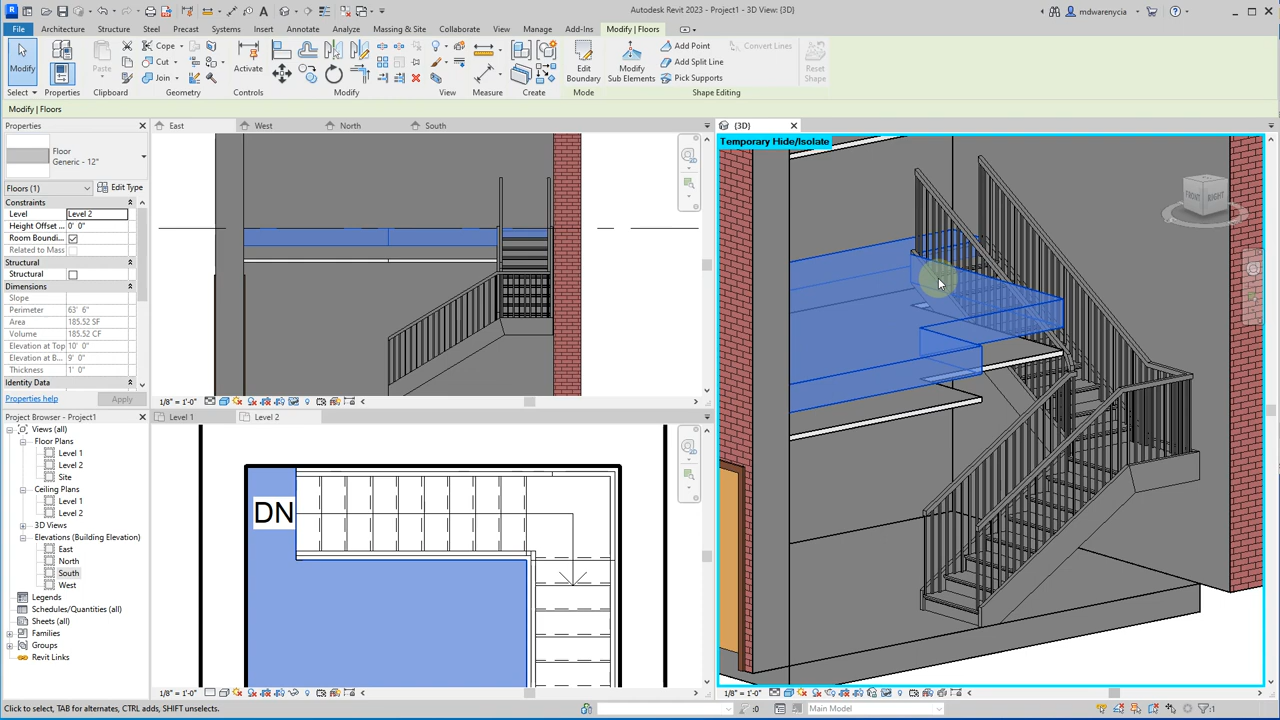 Autodesk Revit 2023 - Project1 - 3D View: {3D}
mdwarenycia
File Architecture Structure Steel Precast Systems Insert Annotate Analyze Massing & Site Collaborate View Manage Add-Ins Modify | Floors
Cope
Cut
Join
Modify
Paste
Activate
Edit Boundary
Modify Sub Elements
Add Point
Add Split Line
Pick Supports
Convert Lines
Reset Shape
Select Properties Clipboard Geometry Controls Modify View Measure Create Mode Shape Editing
Modify | Floors
Properties
East West North South {3D}
Temporary Hide/Isolate
Floor
Generic - 12"
Floors (1) Edit Type
Constraints
Level Level 2
Height Offset ... 0' 0"
Room Boundi...
Related to Mass
Structural
Structural
Dimensions
Slope
Perimeter 63' 6"
Area 185.52 SF
Volume 185.52 CF
Elevation at Top 10' 0"
Elevation at B... 9' 0"
Thickness 1' 0"
Identity Data
Properties help Apply
1/8" = 1'-0"
Project Browser - Project1
Level 1 Level 2
Views (all)
Floor Plans
Level 1
Level 2
Site
Ceiling Plans
Level 1
Level 2
3D Views
Elevations (Building Elevation)
East
North
South
West
Legends
Schedules/Quantities (all)
Sheets (all)
Families
Groups
Revit Links
DN
FRONT RIGHT
1/8" = 1'-0"
1/8" = 1'-0"
Click to select, TAB for alternates, CTRL adds, SHIFT unselects.
:0
Main Model
:1